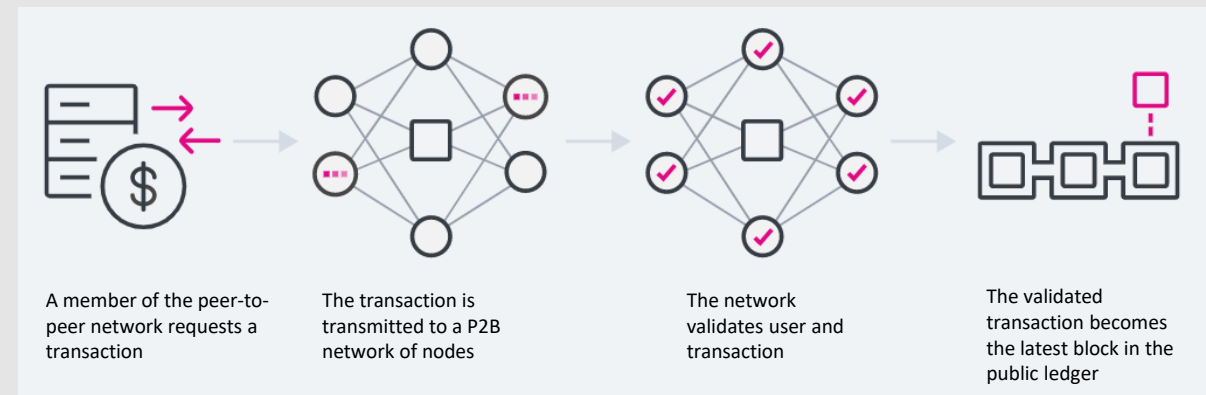 A member of the peer-to-
peer network requests a
transaction
The transaction is
transmitted to a P2B
network of nodes
The network
validates user and
transaction
The validated
transaction becomes
the latest block in the
public ledger
$